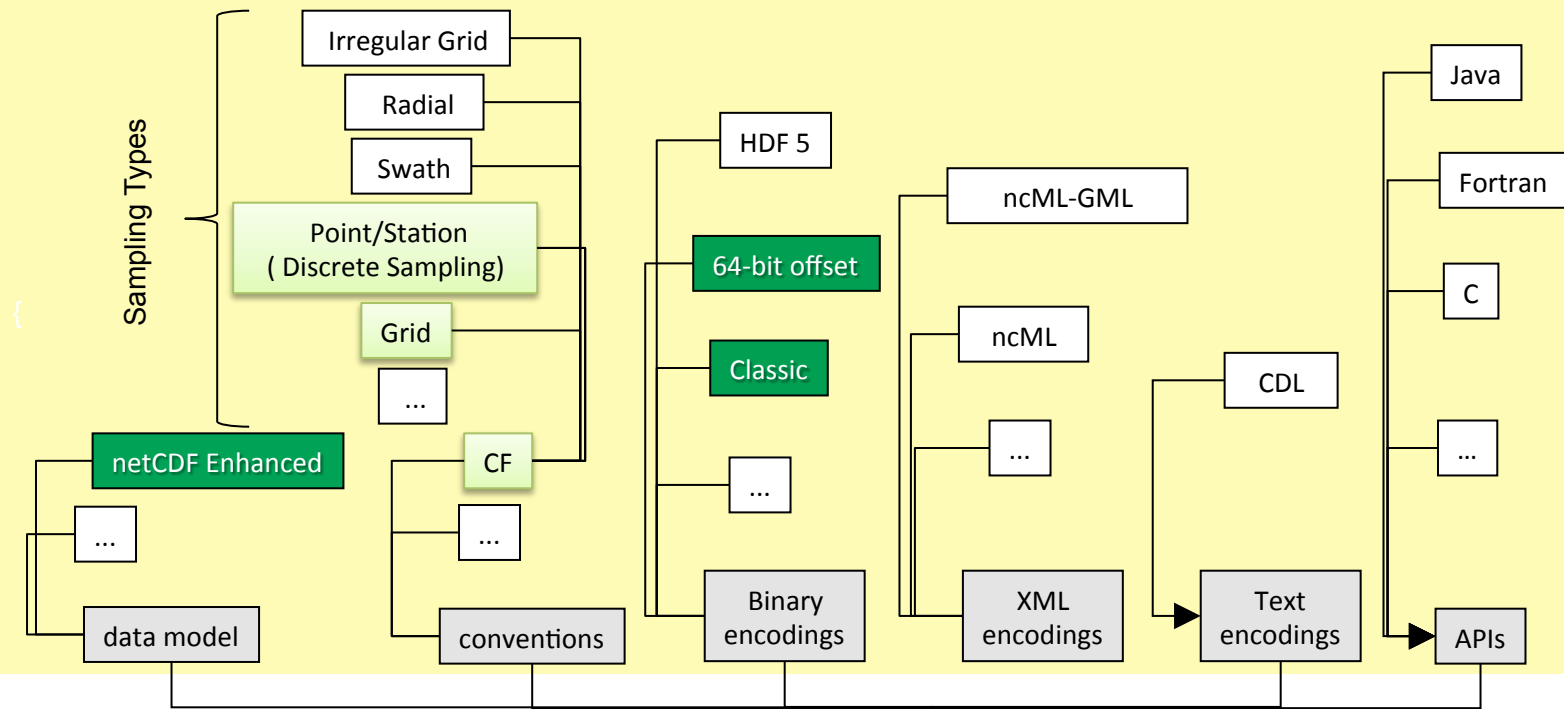 Sampling Types
Irregular Grid
Radial
Swath
Point/Station
( Discrete Sampling)
Grid
...
{
netCDF Enhanced
...
data model
CF
...
conventions
HDF 5
64-bit offset
Classic
...
Binary
encodings
ncML-GML
ncML
...
XML
encodings
CDL
Text
encodings
Java
Fortran
C
...
APIs